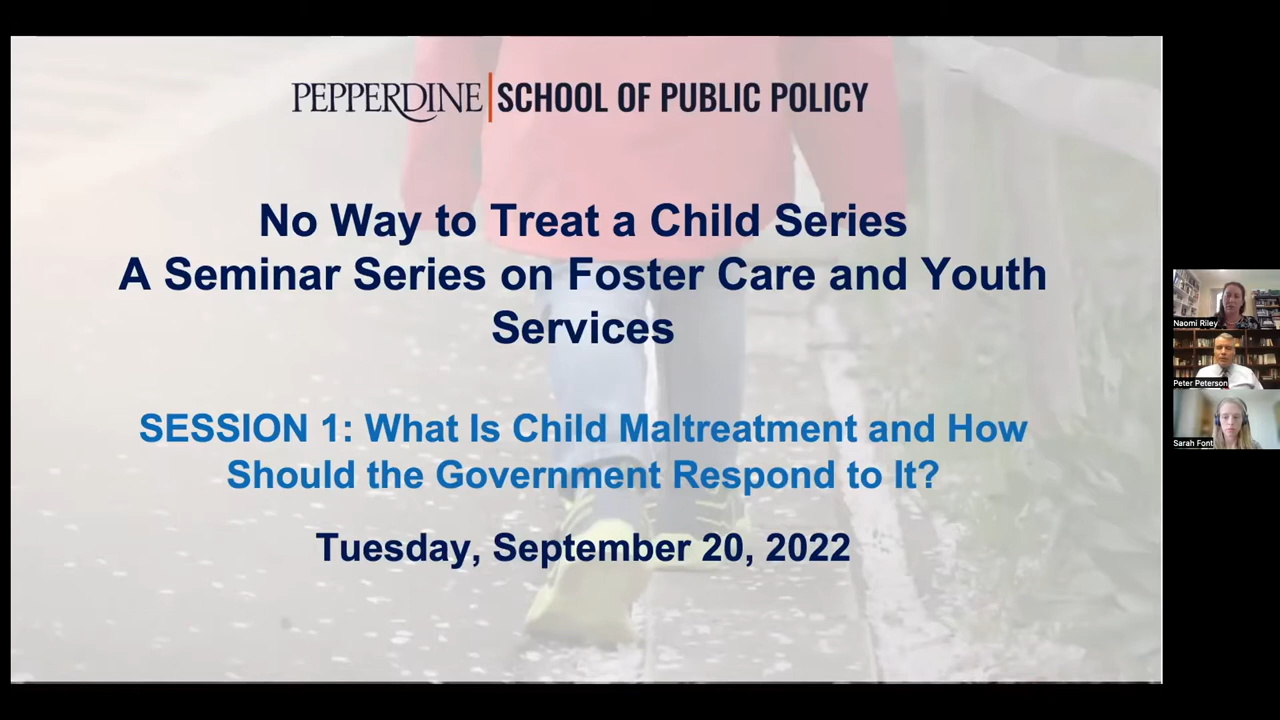 PEPPERDINE SCHOOL OF PUBLIC POLICY
No Way to Treat a Child Series
A Seminar Series on Foster Care and Youth
Services
SESSION 1: What Is Child Maltreatment and How
Should the Government Respond to It?
Tuesday, September 20, 2022
Naomi Riley
Peter Peterson
Sarah Font